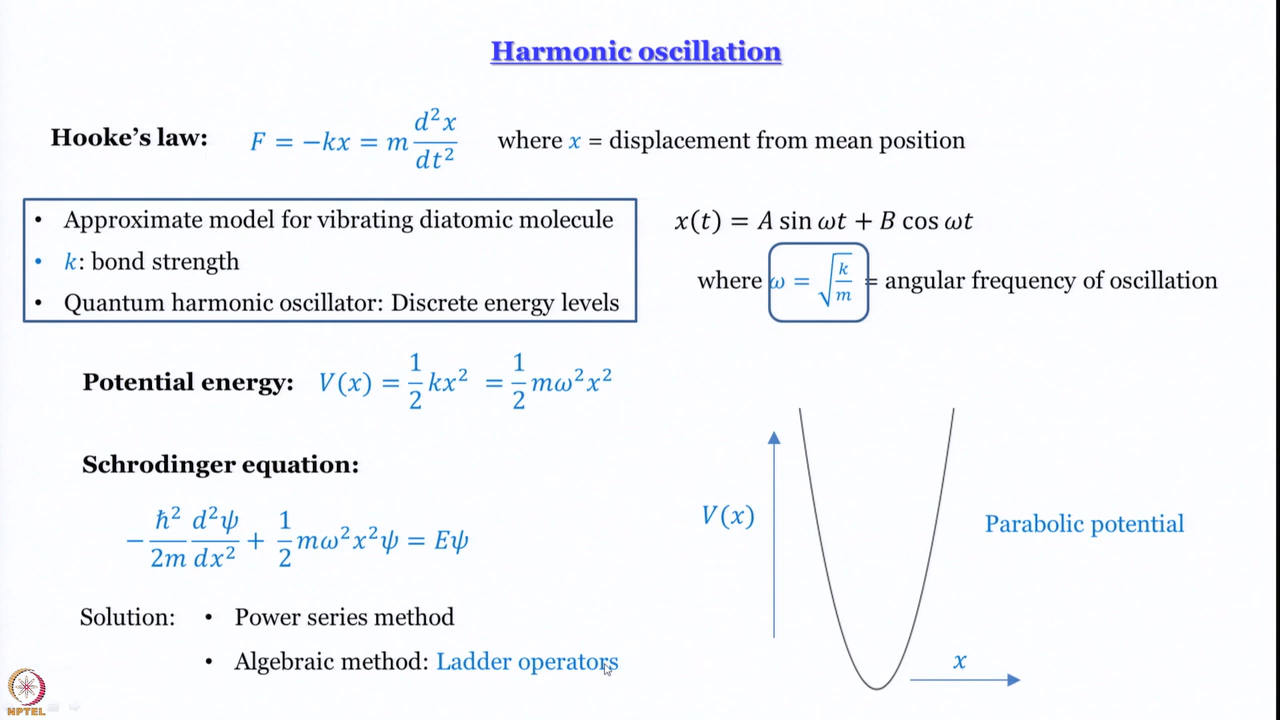 Harmonic oscillation
Hooke's law: F = −kx = m d²x/dt² where x = displacement from mean position
• Approximate model for vibrating diatomic molecule
• k: bond strength
• Quantum harmonic oscillator: Discrete energy levels
x(t) = A sin ωt + B cos ωt
where ω = √(k/m) = angular frequency of oscillation
Potential energy: V(x) = 1/2 kx² = 1/2 mω²x²
Schrodinger equation:
−ħ²/2m d²ψ/dx² + 1/2 mω²x²ψ = Eψ
Solution: • Power series method
• Algebraic method: Ladder operators
V(x)
Parabolic potential
x
NPTEL